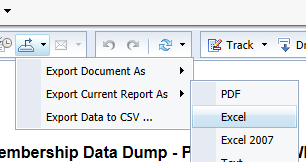 Track
D
Export Document As
Export Current Report As
Export Data to CSV ...
PDF
Excel
Excel 2007
Text
embership Data Dump - P